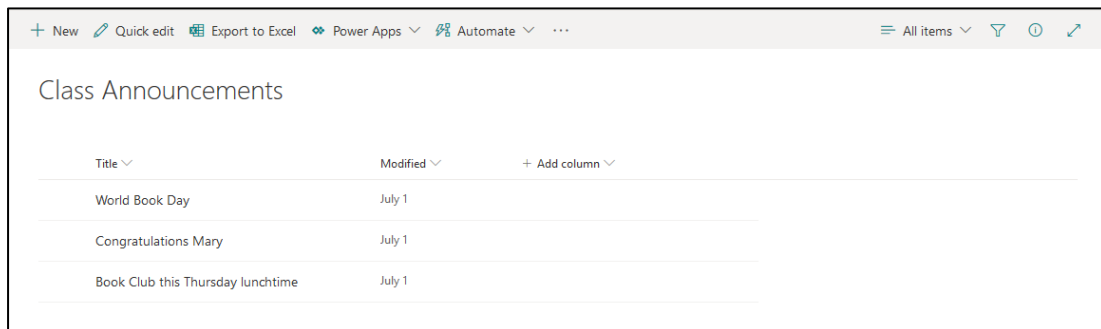 + New Quick edit Export to Excel Power Apps Automate ... All items
Class Announcements
Title Modified + Add column
World Book Day July 1
Congratulations Mary July 1
Book Club this Thursday lunchtime July 1